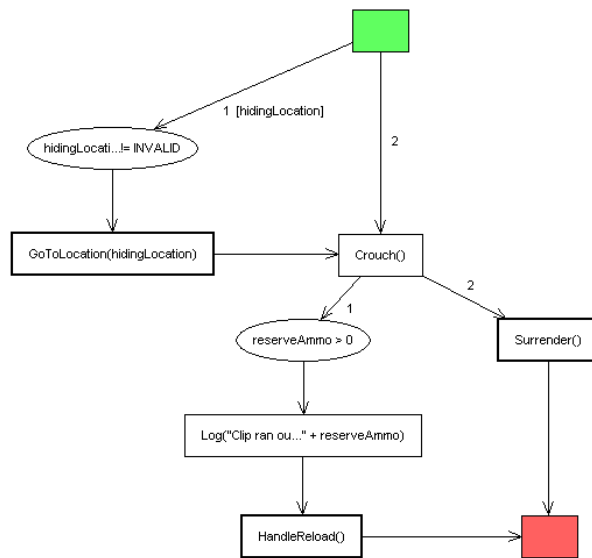 1 [hidingLocation]
hidingLocati...!= INVALID
2
GoToLocation(hidingLocation)
Crouch()
1
2
reserveAmmo > 0
Surrender()
Log("Clip ran ou..." + reserveAmmo)
HandleReload()